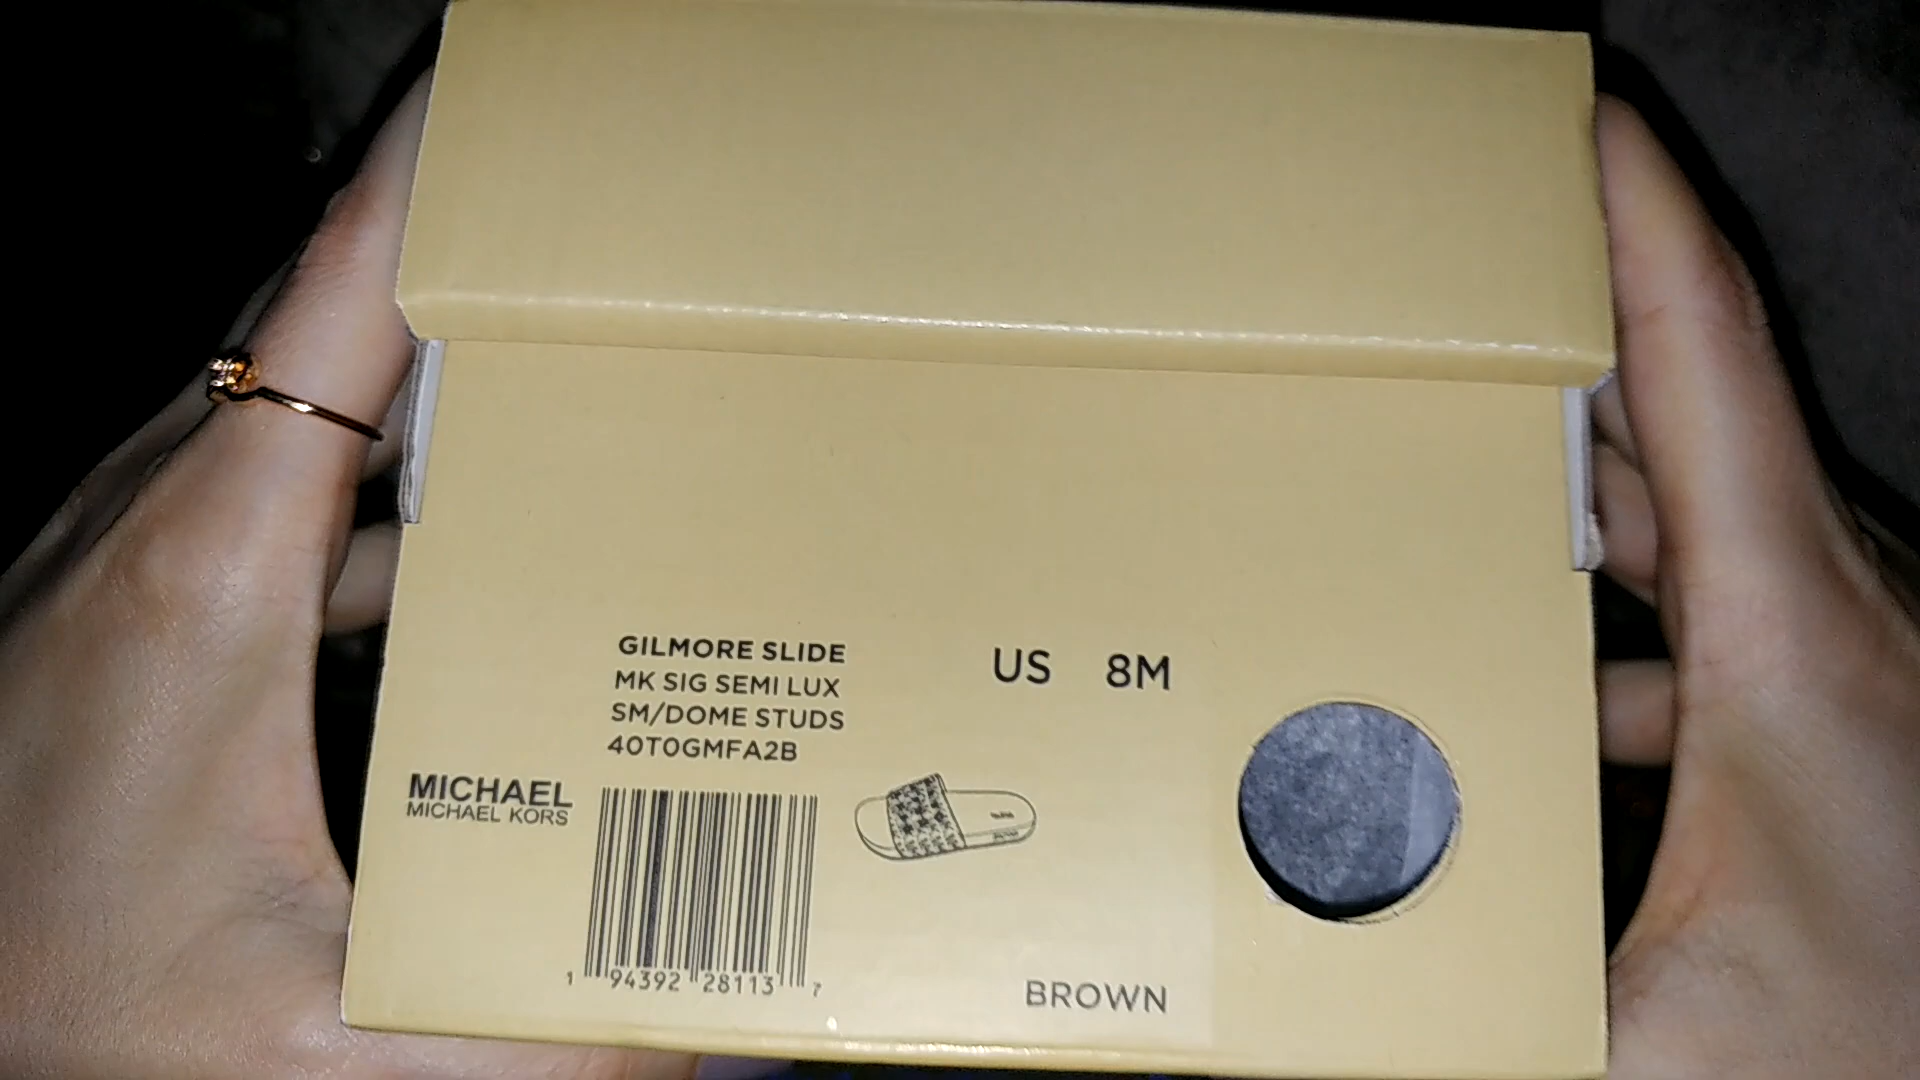 GILMORE SLIDE
MK SIG SEMI LUX
SM/DOME STUDS
40T0GMFA2B
US 8M
MICHAEL
MICHAEL KORS
1 94392 28113 7
BROWN